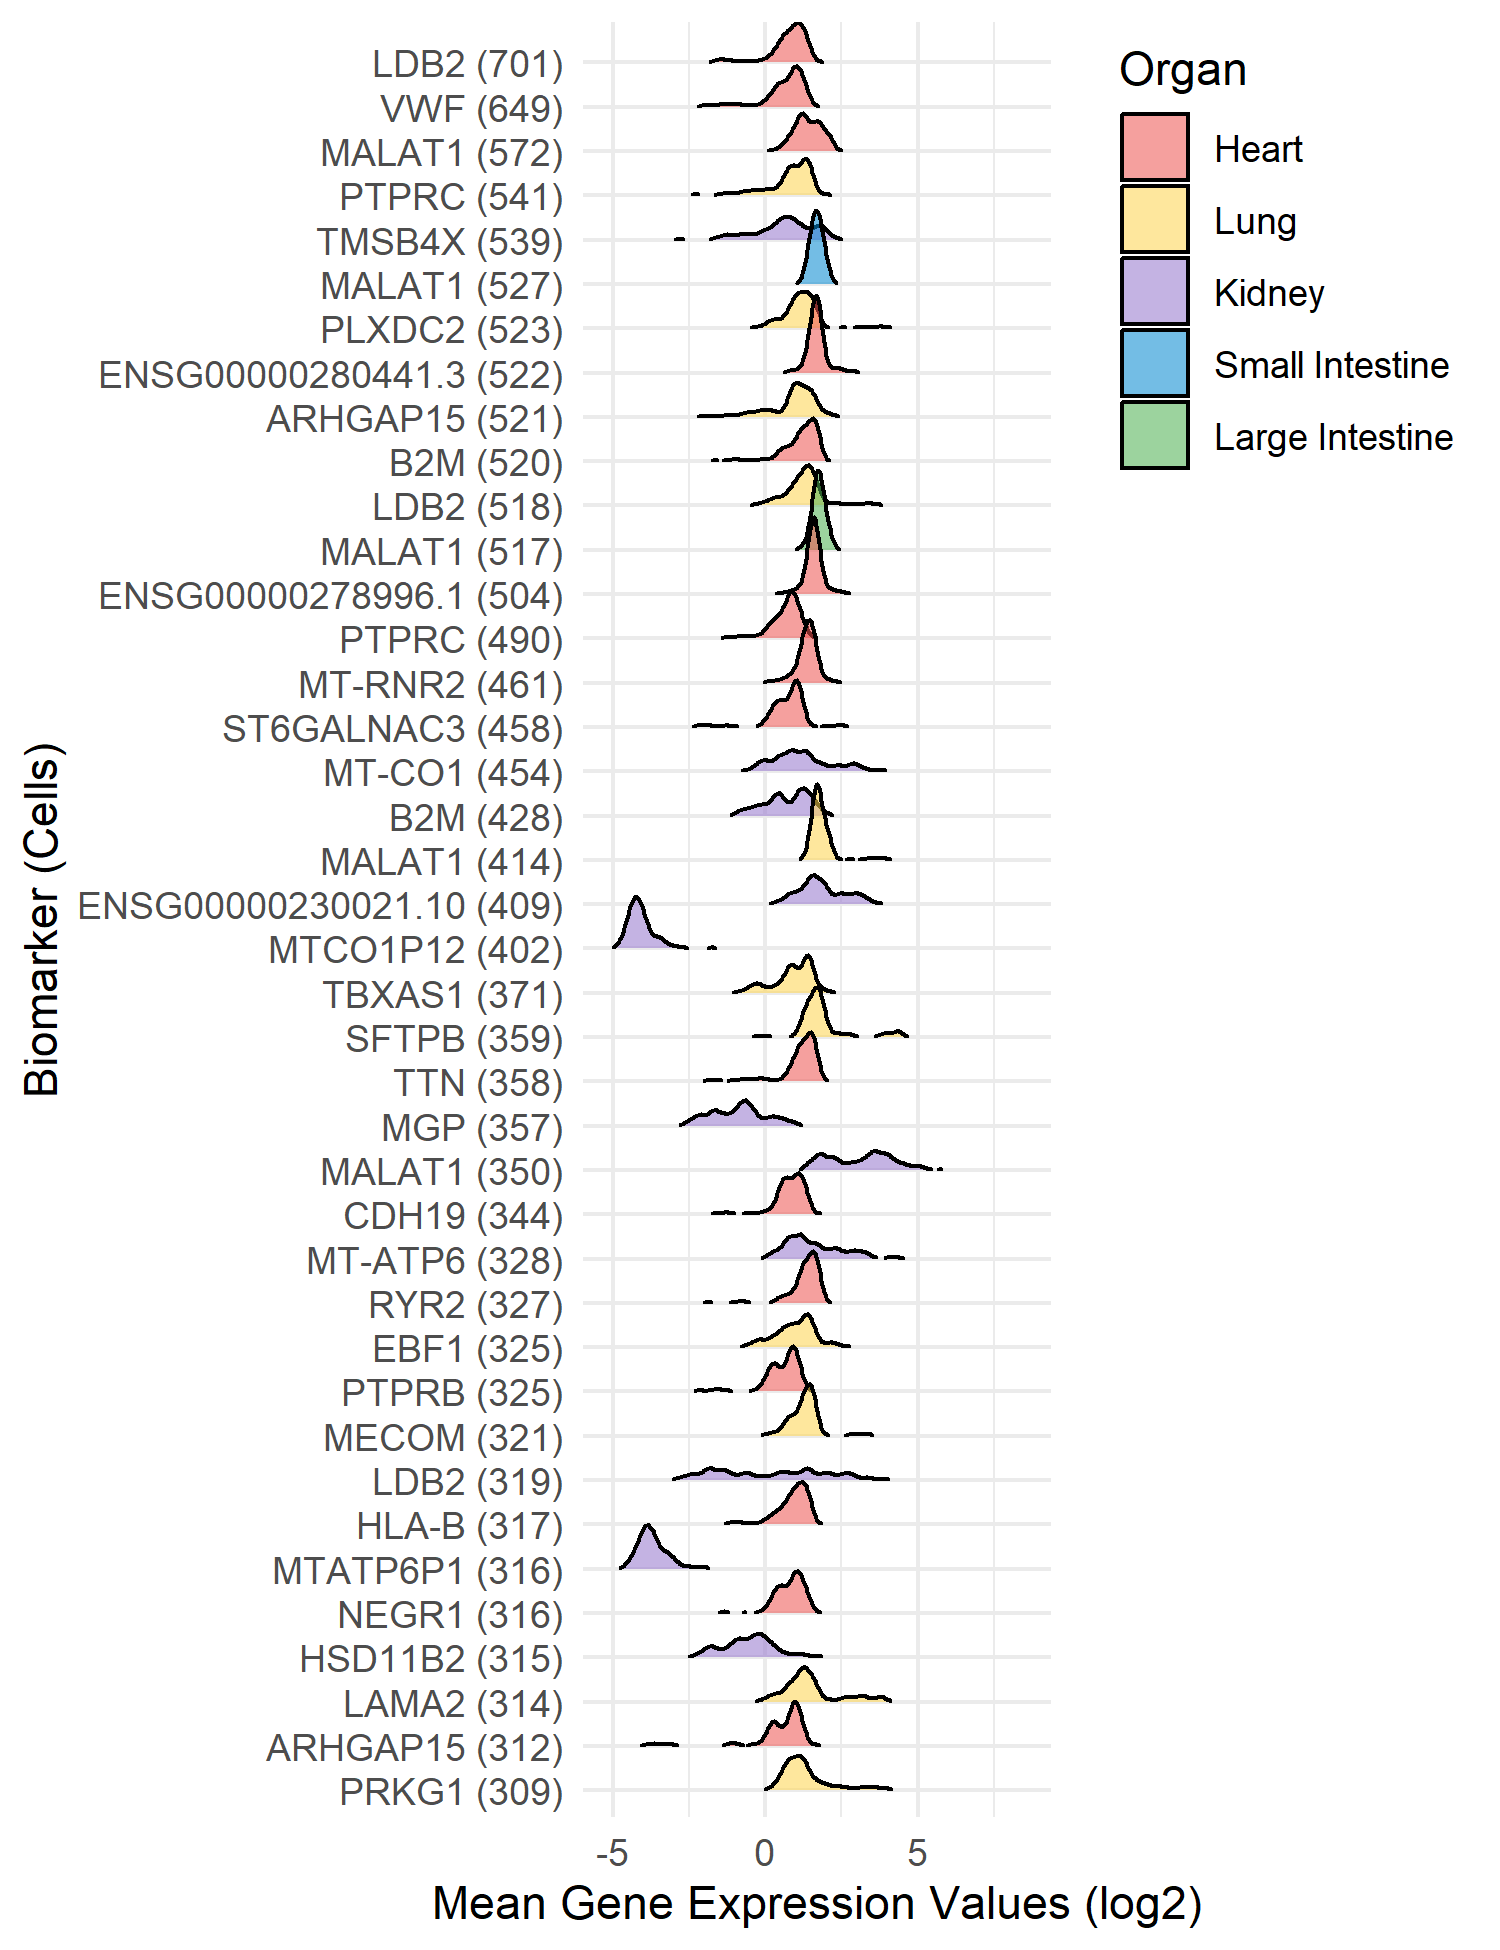 LDB2 (701)
VWF (649)
MALAT1 (572)
PTPRC (541)
TMSB4X (539)
MALAT1 (527)
PLXDC2 (523)
ENSG00000280441.3 (522)
ARHGAP15 (521)
B2M (520)
LDB2 (518)
MALAT1 (517)
ENSG00000278996.1 (504)
PTPRC (490)
MT-RNR2 (461)
ST6GALNAC3 (458)
MT-CO1 (454)
B2M (428)
MALAT1 (414)
ENSG00000230021.10 (409)
MTCO1P12 (402)
TBXAS1 (371)
SFTPB (359)
TTN (358)
MGP (357)
MALAT1 (350)
CDH19 (344)
MT-ATP6 (328)
RYR2 (327)
EBF1 (325)
PTPRB (325)
MECOM (321)
LDB2 (319)
HLA-B (317)
MTATP6P1 (316)
NEGR1 (316)
HSD11B2 (315)
LAMA2 (314)
ARHGAP15 (312)
PRKG1 (309)
Biomarker (Cells)
-5 0 5
Mean Gene Expression Values (log2)
Organ
Heart
Lung
Kidney
Small Intestine
Large Intestine